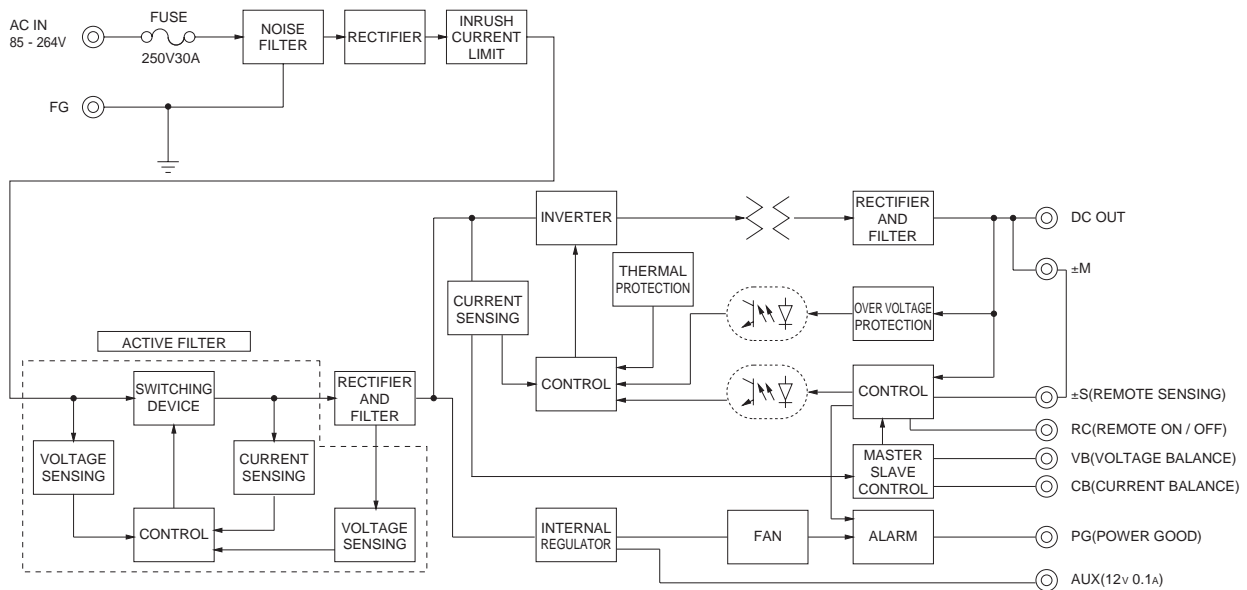 AC IN
85 - 264V
FUSE
250V30A
NOISE
FILTER
RECTIFIER
INRUSH
CURRENT
LIMIT
FG
INVERTER
RECTIFIER
AND
FILTER
DC OUT
±M
THERMAL
PROTECTION
CURRENT
SENSING
OVER VOLTAGE
PROTECTION
ACTIVE FILTER
SWITCHING
DEVICE
RECTIFIER
AND
FILTER
CONTROL
CONTROL
±S(REMOTE SENSING)
RC(REMOTE ON / OFF)
VOLTAGE
SENSING
CURRENT
SENSING
MASTER
SLAVE
CONTROL
VB(VOLTAGE BALANCE)
CB(CURRENT BALANCE)
CONTROL
VOLTAGE
SENSING
INTERNAL
REGULATOR
FAN
ALARM
PG(POWER GOOD)
AUX(12V 0.1A)